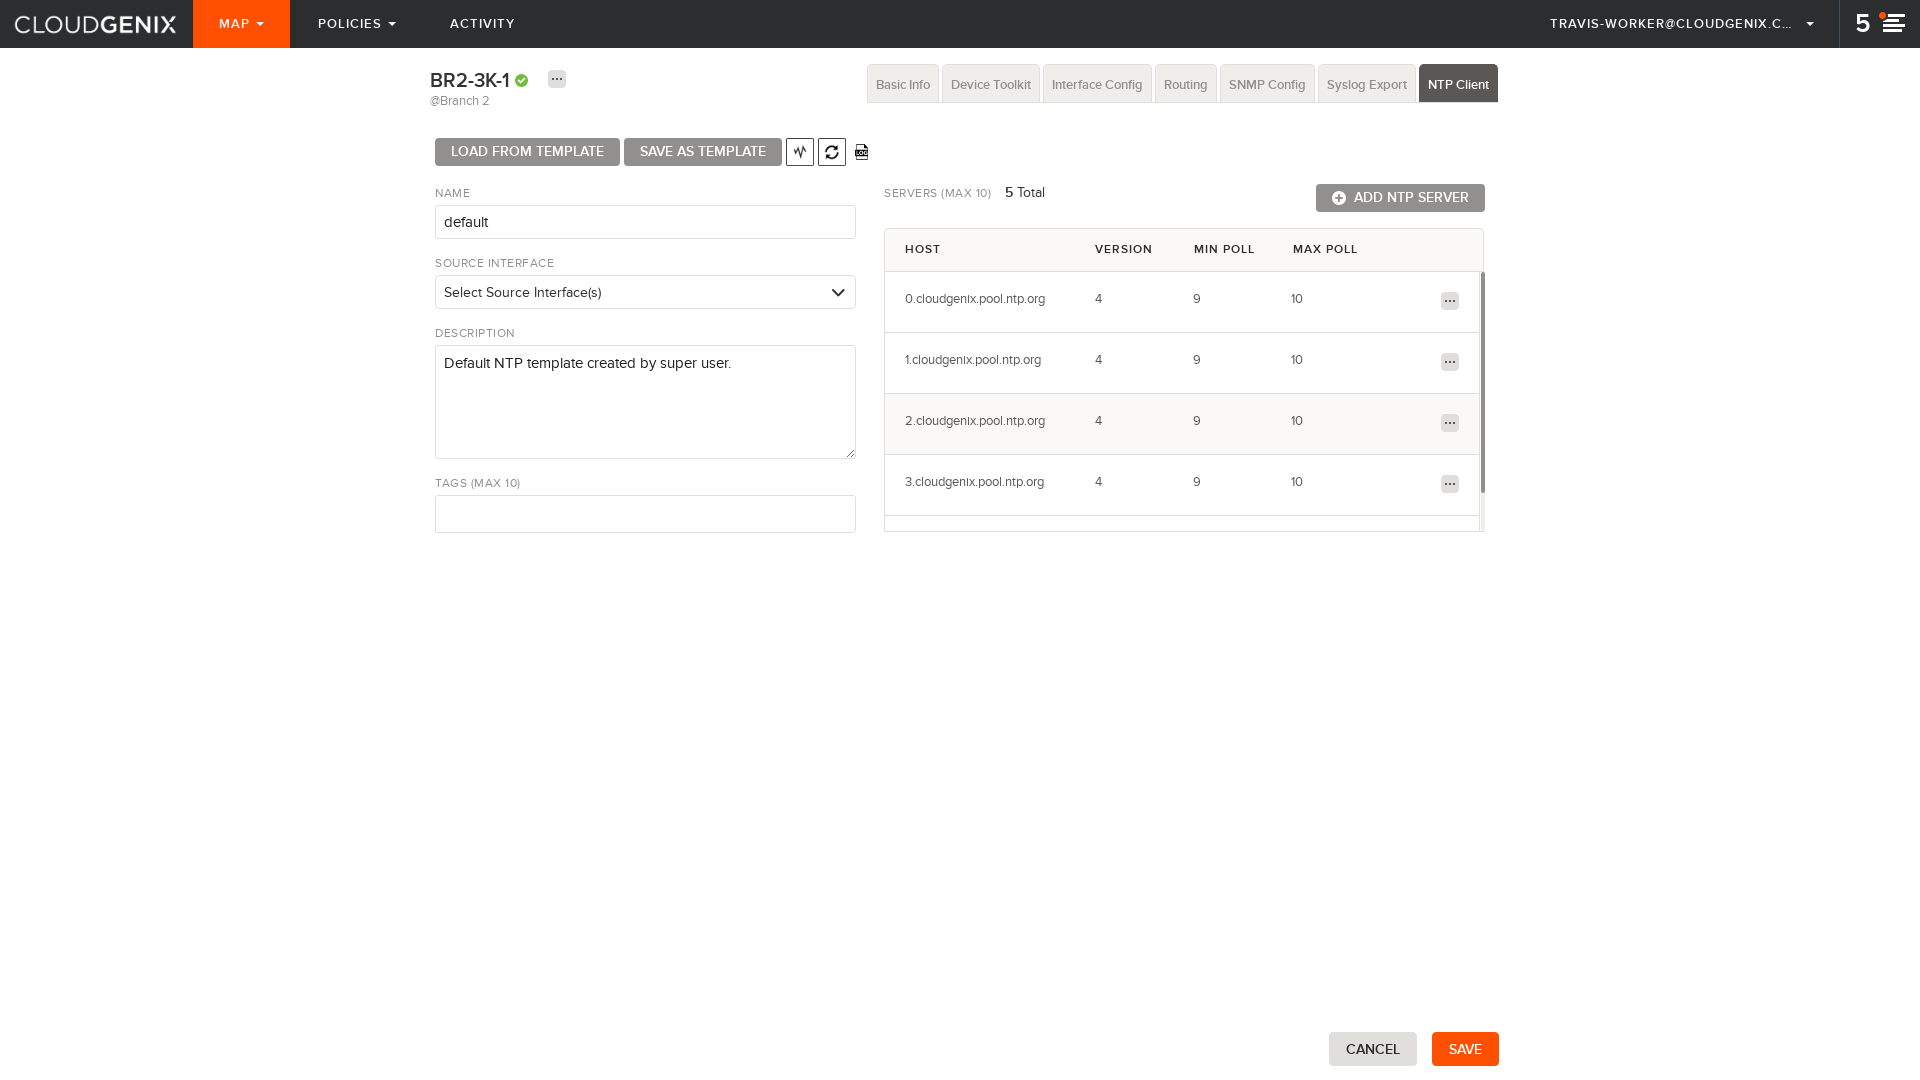 CLOUDGENIX
MAP
POLICIES
ACTIVITY
TRAVIS-WORKER@CLOUDGENIX.C...
5
BR2-3K-1
@Branch 2
Basic Info
Device Toolkit
Interface Config
Routing
SNMP Config
Syslog Export
NTP Client
LOAD FROM TEMPLATE
SAVE AS TEMPLATE
LOG
NAME
default
SOURCE INTERFACE
Select Source Interface(s)
DESCRIPTION
Default NTP template created by super user.
TAGS (MAX 10)
SERVERS (MAX 10) 5 Total
ADD NTP SERVER
HOST VERSION MIN POLL MAX POLL
0.cloudgenix.pool.ntp.org 4 9 10
1.cloudgenix.pool.ntp.org 4 9 10
2.cloudgenix.pool.ntp.org 4 9 10
3.cloudgenix.pool.ntp.org 4 9 10
CANCEL
SAVE